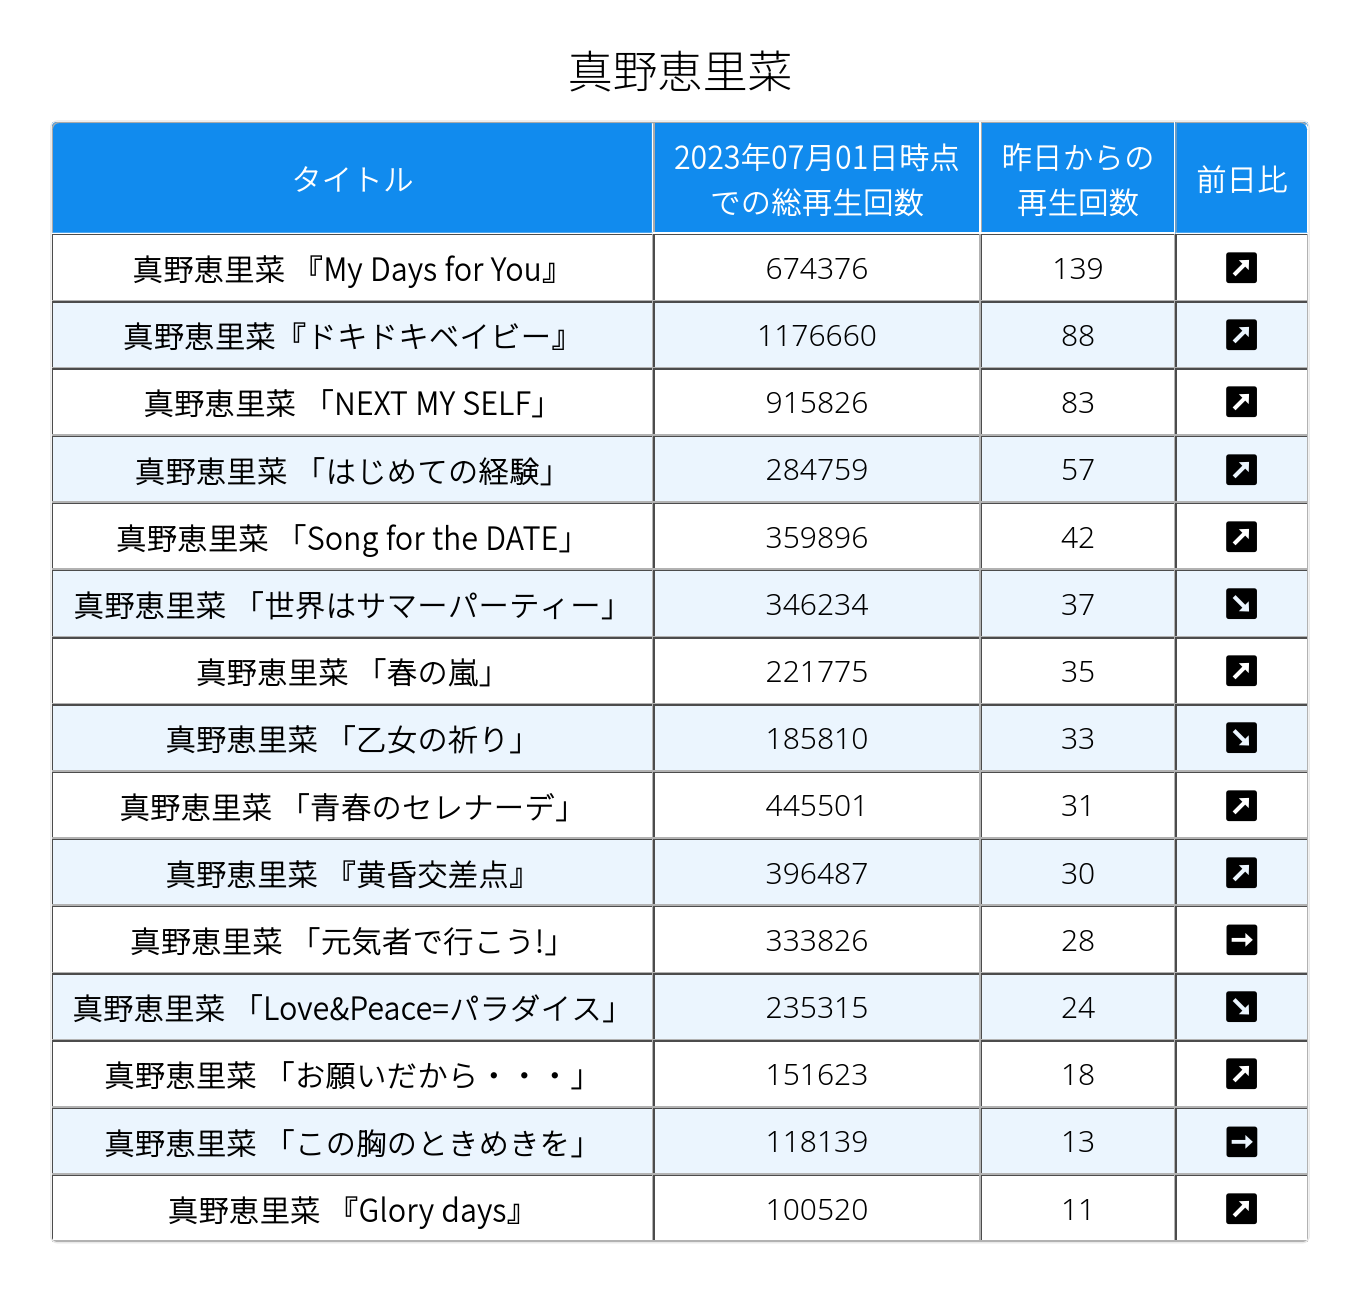 真野恵里菜
タイトル
2023年07月01日時点
での総再生回数
昨日からの
再生回数
前日比
真野恵里菜 『My Days for You』 674376 139 ↗
真野恵里菜『ドキドキベイビー』 1176660 88 ↗
真野恵里菜 「NEXT MY SELF」 915826 83 ↗
真野恵里菜 「はじめての経験」 284759 57 ↗
真野恵里菜 「Song for the DATE」 359896 42 ↗
真野恵里菜 「世界はサマーパーティー」 346234 37 ↘
真野恵里菜 「春の嵐」 221775 35 ↗
真野恵里菜 「乙女の祈り」 185810 33 ↘
真野恵里菜 「青春のセレナーデ」 445501 31 ↗
真野恵里菜 『黄昏交差点』 396487 30 ↗
真野恵里菜 「元気者で行こう!」 333826 28 →
真野恵里菜 「Love&Peace=パラダイス」 235315 24 ↘
真野恵里菜 「お願いだから・・・」 151623 18 ↗
真野恵里菜 「この胸のときめきを」 118139 13 →
真野恵里菜 『Glory days』 100520 11 ↗